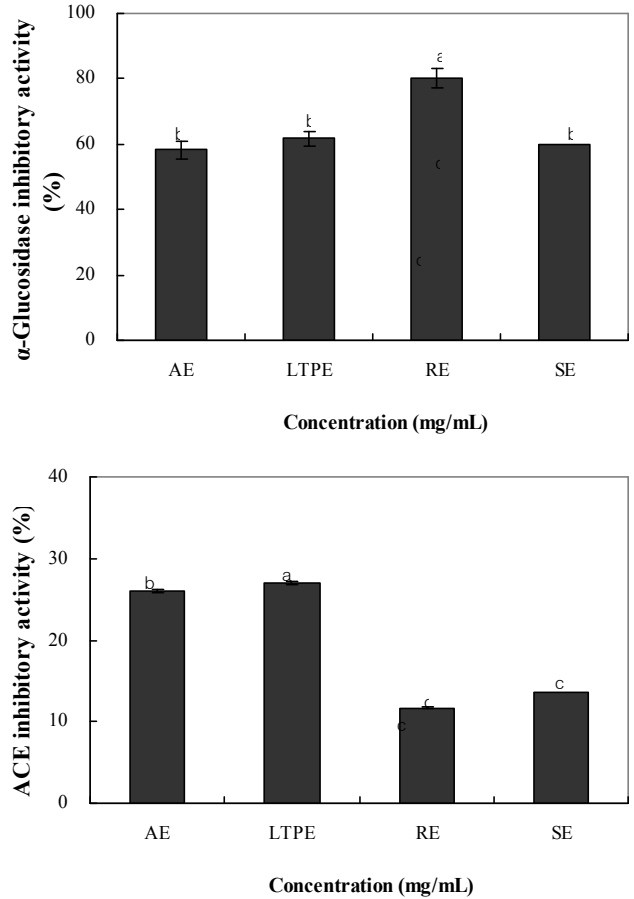 α-Glucosidase inhibitory activity
(%)
100
80
60
40
20
0
b
b
a
b
AE
LTPE
RE
SE
Concentration (mg/mL)
ACE inhibitory activity (%)
40
30
20
10
0
b
a
c
c
c
AE
LTPE
RE
SE
Concentration (mg/mL)